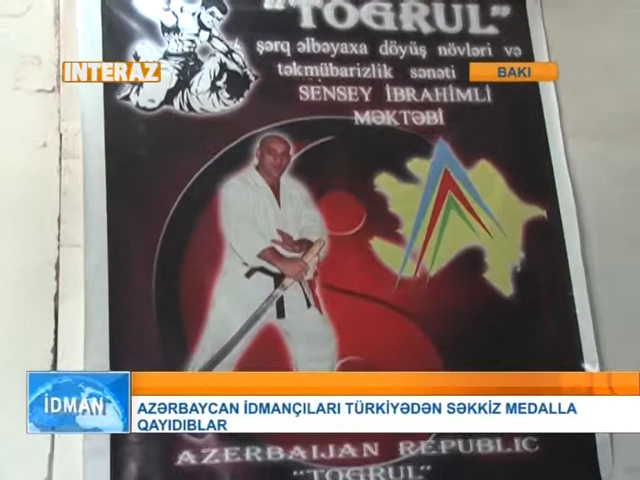 "TOĞRUL"
şərq əlbəyaxa döyüş növləri və
təkmübarizlik sənəti
SENSEY İBRAHİMLİ
MƏKTƏBİ
INTERAZ
BAKI
İDMAN
AZƏRBAYCAN İDMANÇILARI TÜRKİYƏDƏN SƏKKİZ MEDALLA
QAYIDIBLAR
AZERBAIJAN REPUBLIC
"TOGRUL"